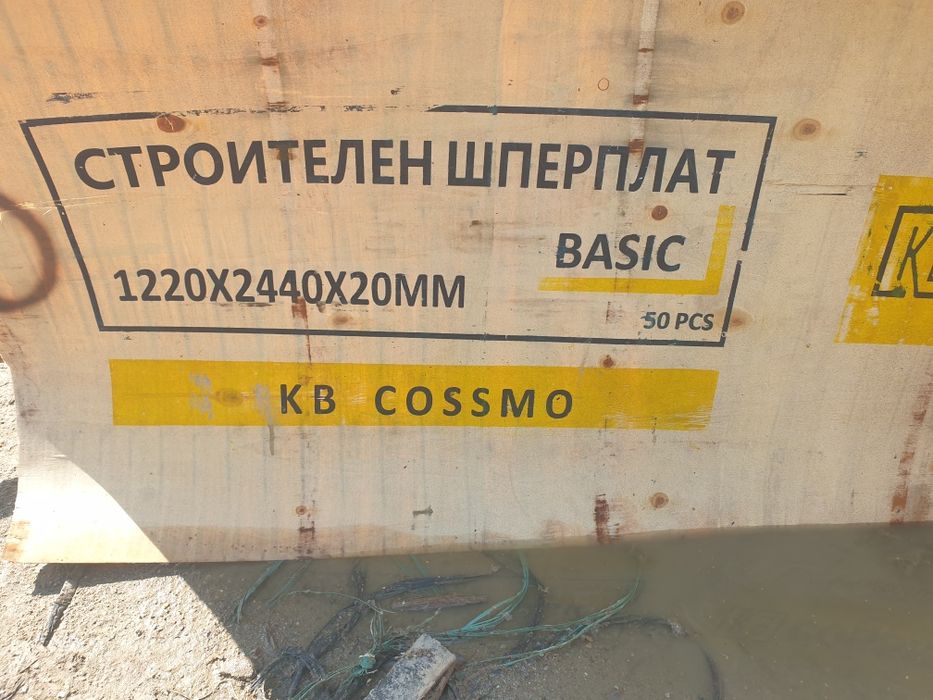 СТРОИТЕЛЕН ШПЕРПЛАТ
BASIC
1220X2440X20MM
50 PCS
KB COSSMO